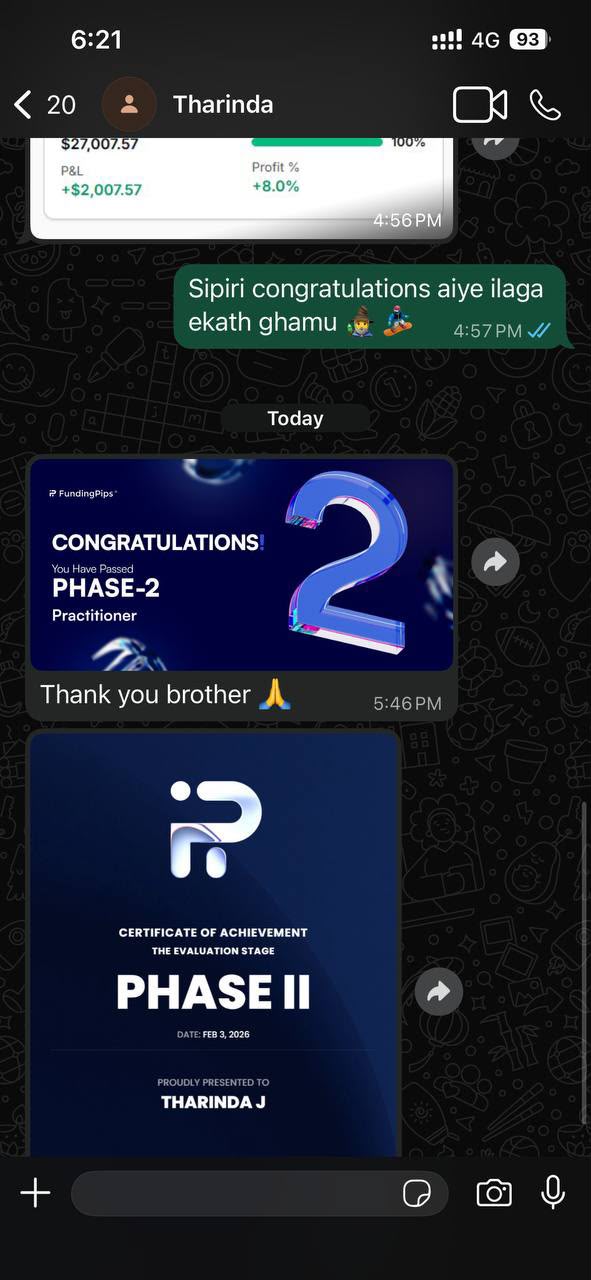 6:21
4G 93
20 Tharinda
$27,007.57
100%
P&L
Profit %
+$2,007.57
+8.0%
4:56 PM
Sipiri congratulations aiye ilaga
ekath ghamu 4:57 PM
Today
FundingPips
CONGRATULATIONS!
You Have Passed
PHASE-2
Practitioner
Thank you brother 🙏
5:46 PM
CERTIFICATE OF ACHIEVEMENT
THE EVALUATION STAGE
PHASE II
DATE: FEB 3, 2026
PROUDLY PRESENTED TO
THARINDA J